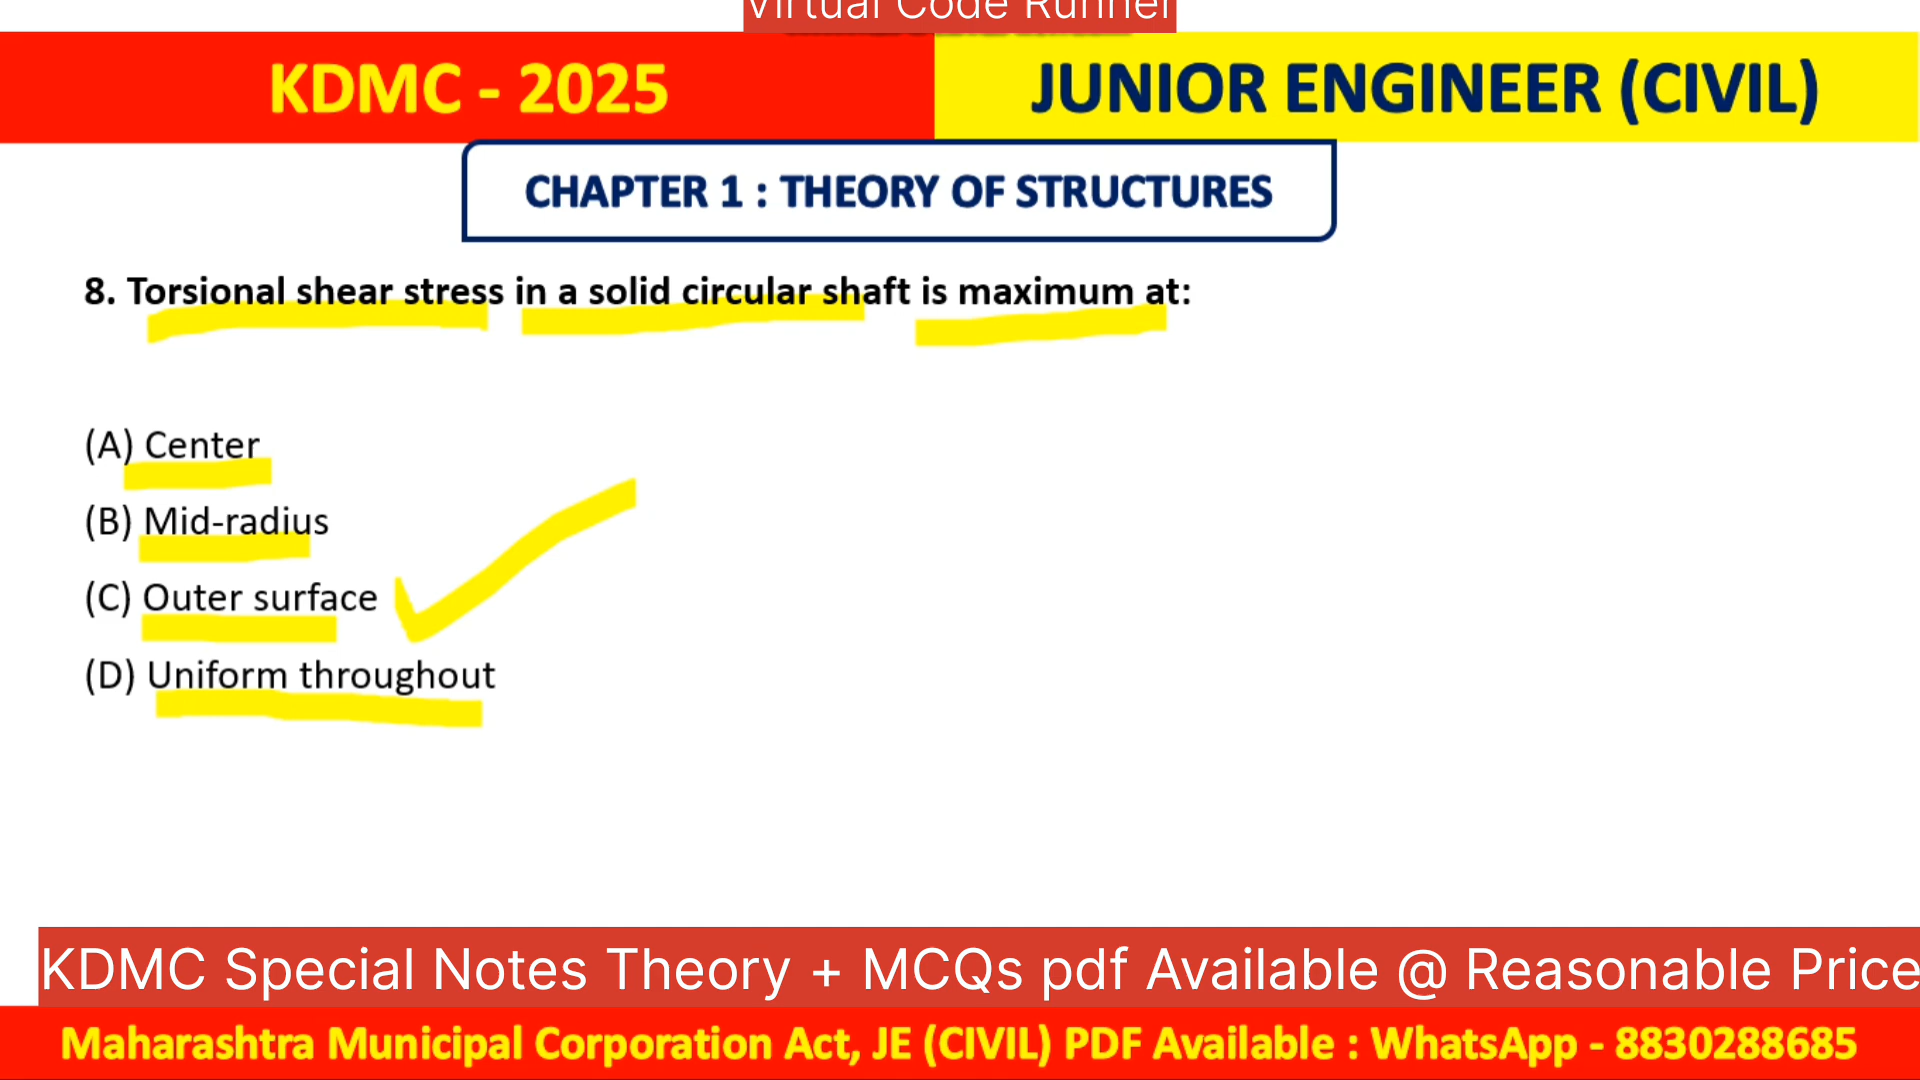 Virtual Code Runner
KDMC - 2025
JUNIOR ENGINEER (CIVIL)
CHAPTER 1 : THEORY OF STRUCTURES
8. Torsional shear stress in a solid circular shaft is maximum at:
(A) Center
(B) Mid-radius
(C) Outer surface
(D) Uniform throughout
KDMC Special Notes Theory + MCQs pdf Available @ Reasonable Price
Maharashtra Municipal Corporation Act, JE (CIVIL) PDF Available : WhatsApp - 8830288685